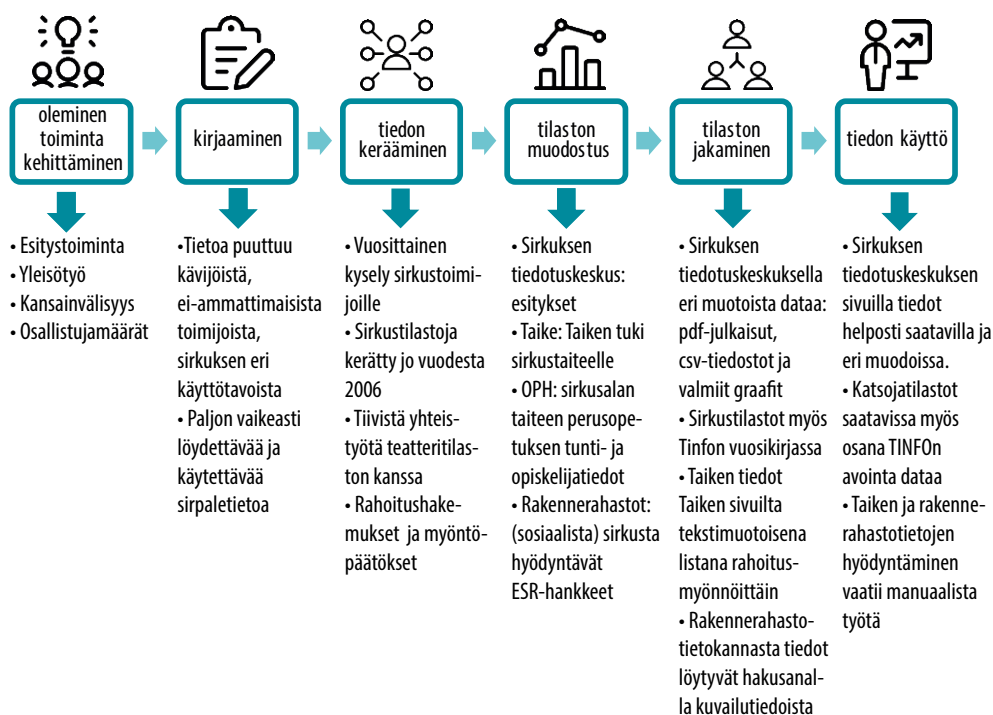 oleminen
toiminta
kehittäminen
kirjaaminen
tiedon
kerääminen
tilaston
muodostus
tilaston
jakaminen
tiedon käyttö
• Esitystoiminta
• Yleisötyö
• Kansainvälisyys
• Osallistujamäärät
•Tietoa puuttuu
kävijöistä,
ei-ammattimaisista
toimijoista,
sirkuksen eri
käyttötavoista
• Paljon vaikeasti
löydettävää ja
käytettävää
sirpaletietoa
• Vuosittainen
kysely sirkustoimi-
joille
• Sirkustilastoja
kerätty jo vuodesta
2006
• Tiivistä yhteis-
työtä teatteritilas-
ton kanssa
• Rahoitushake-
mukset ja myöntö-
päätökset
• Sirkuksen
tiedotuskeskus:
esitykset
• Taike: Taiken tuki
sirkustaiteelle
• OPH: sirkusalan
taiteen perusope-
tuksen tunti- ja
opiskelijatiedot
• Rakennerahastot:
(sosiaalista) sirkusta
hyödyntävät
ESR-hankkeet
• Sirkuksen
tiedotuskeskuksella
eri muotoista dataa:
pdf-julkaisut,
csv-tiedostot ja
valmiit graafit
• Sirkustilastot myös
Tinfon vuosikirjassa
• Taiken tiedot
Taiken sivuilta
tekstimuotoisena
listana rahoitus-
myönnöittäin
• Rakennerahasto-
tietokannasta tiedot
löytyvät hakusanal-
la kuvailutiedoista
• Sirkuksen
tiedotuskeskuksen
sivuilla tiedot
helposti saatavilla ja
eri muodoissa.
• Katsojatilastot
saatavissa myös
osana TINFOn
avointa dataa
• Taiken ja rakenne-
rahastotietojen
hyödyntäminen
vaatii manuaalista
työtä